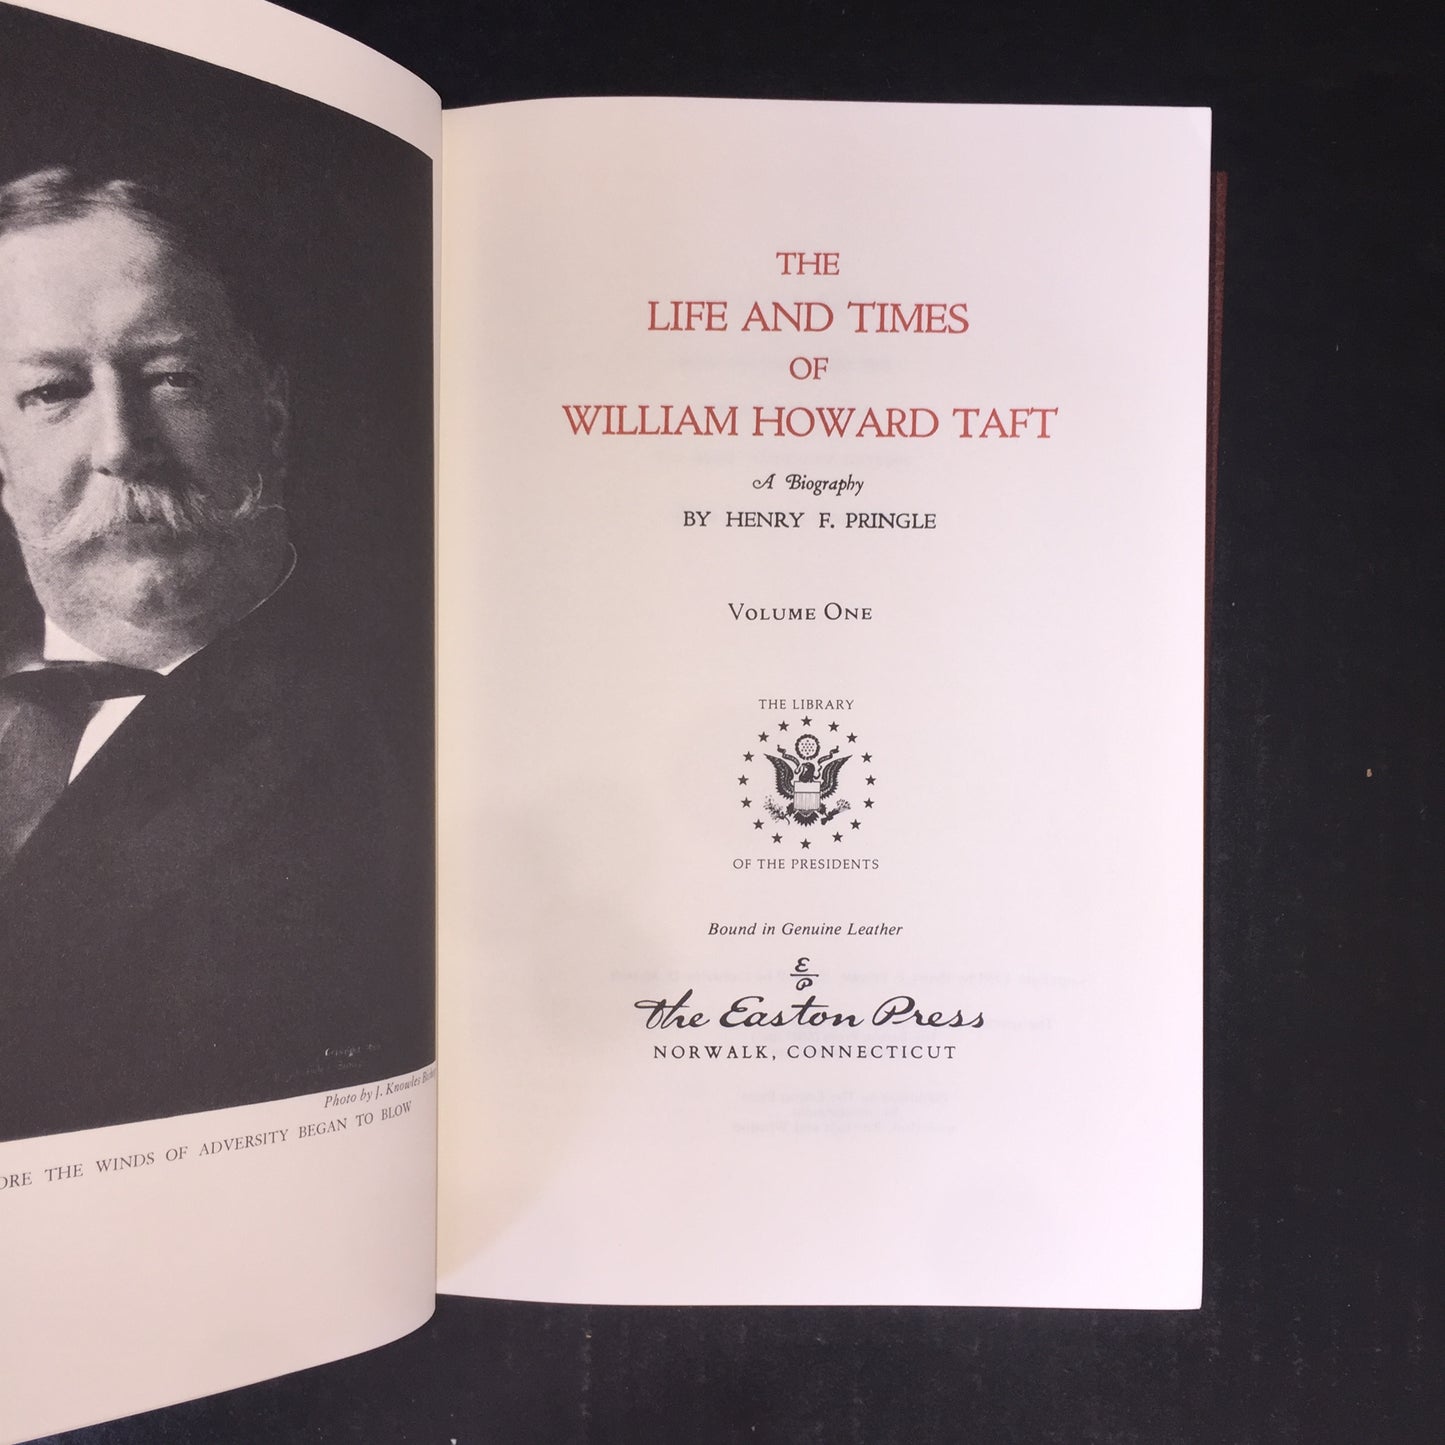 Photo by J. Knowles
THE WINDS OF ADVERSITY BEGAN TO BLOW
THE
LIFE AND TIMES
OF
WILLIAM HOWARD TAFT
A Biography
BY HENRY F. PRINGLE
VOLUME ONE
THE LIBRARY
OF THE PRESIDENTS
Bound in Genuine Leather
E
P
The Easton Press
NORWALK, CONNECTICUT